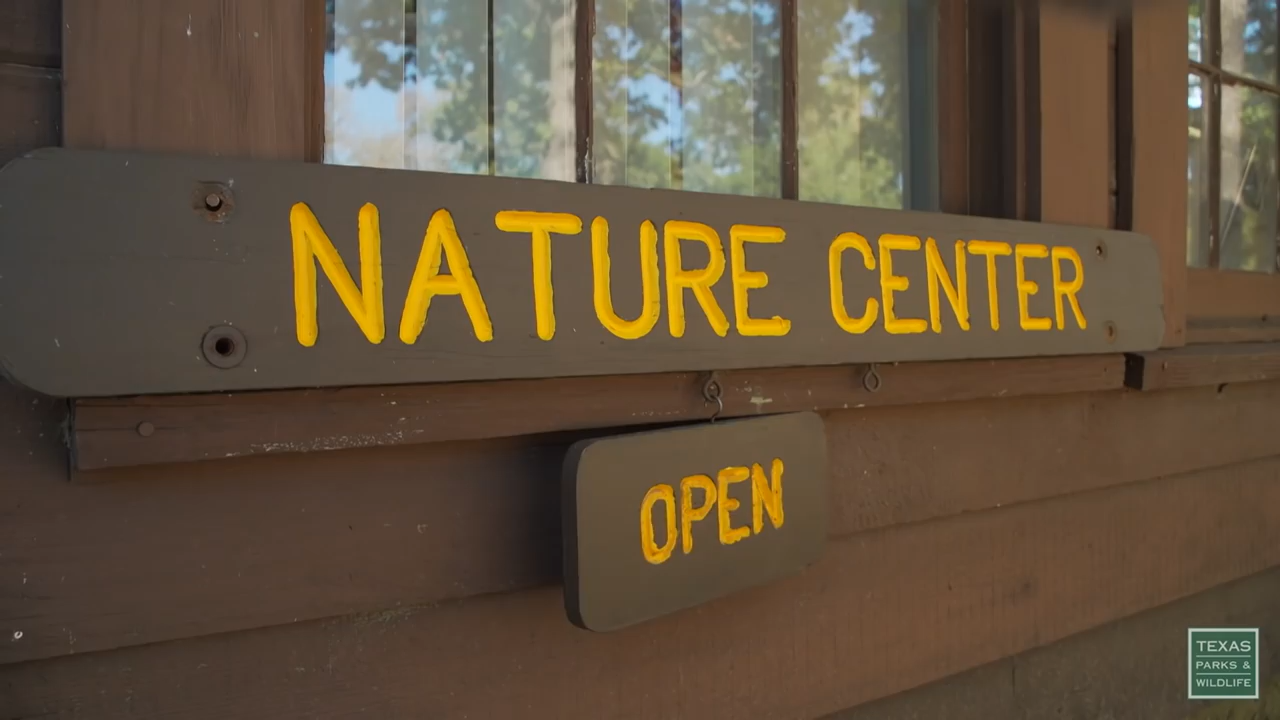 NATURE CENTER
OPEN
TEXAS
PARKS &
WILDLIFE